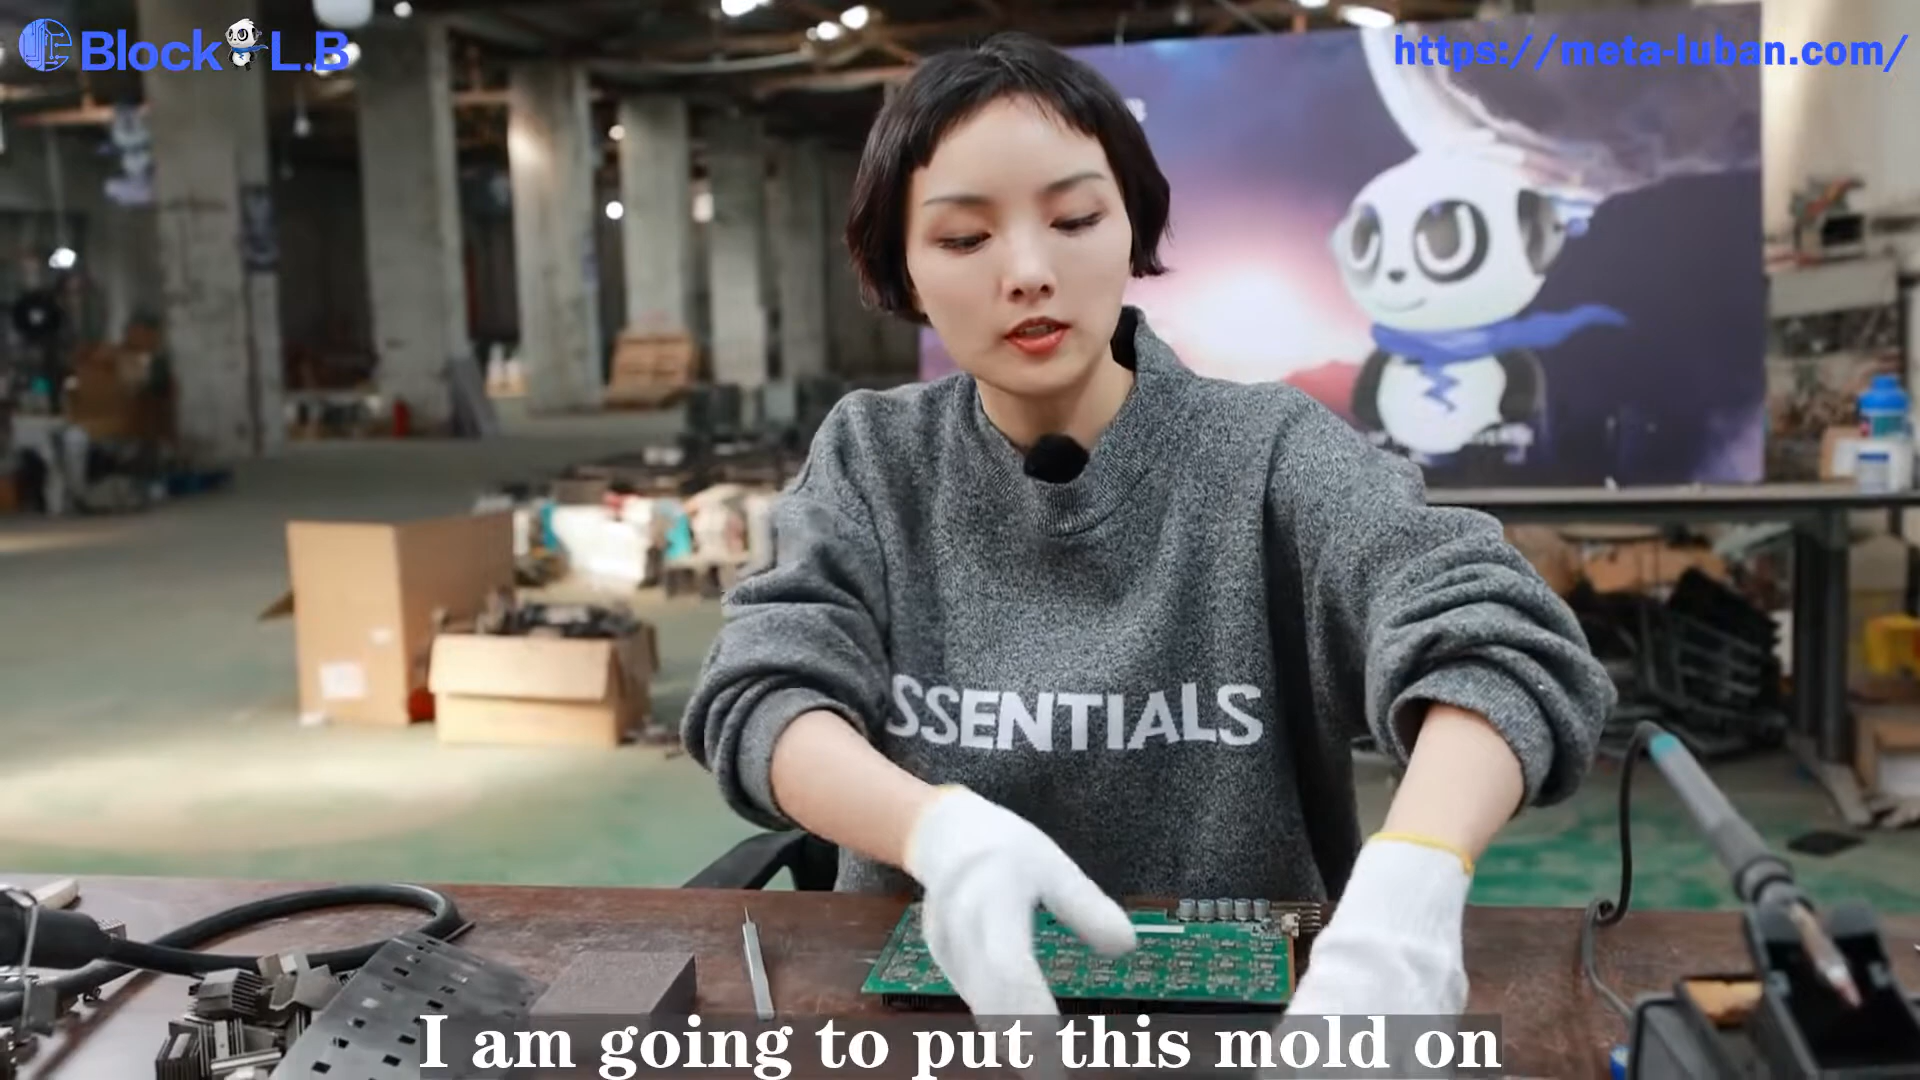 Block L.B
https://meta-luban.com/
SSENTIALS
I am going to put this mold on